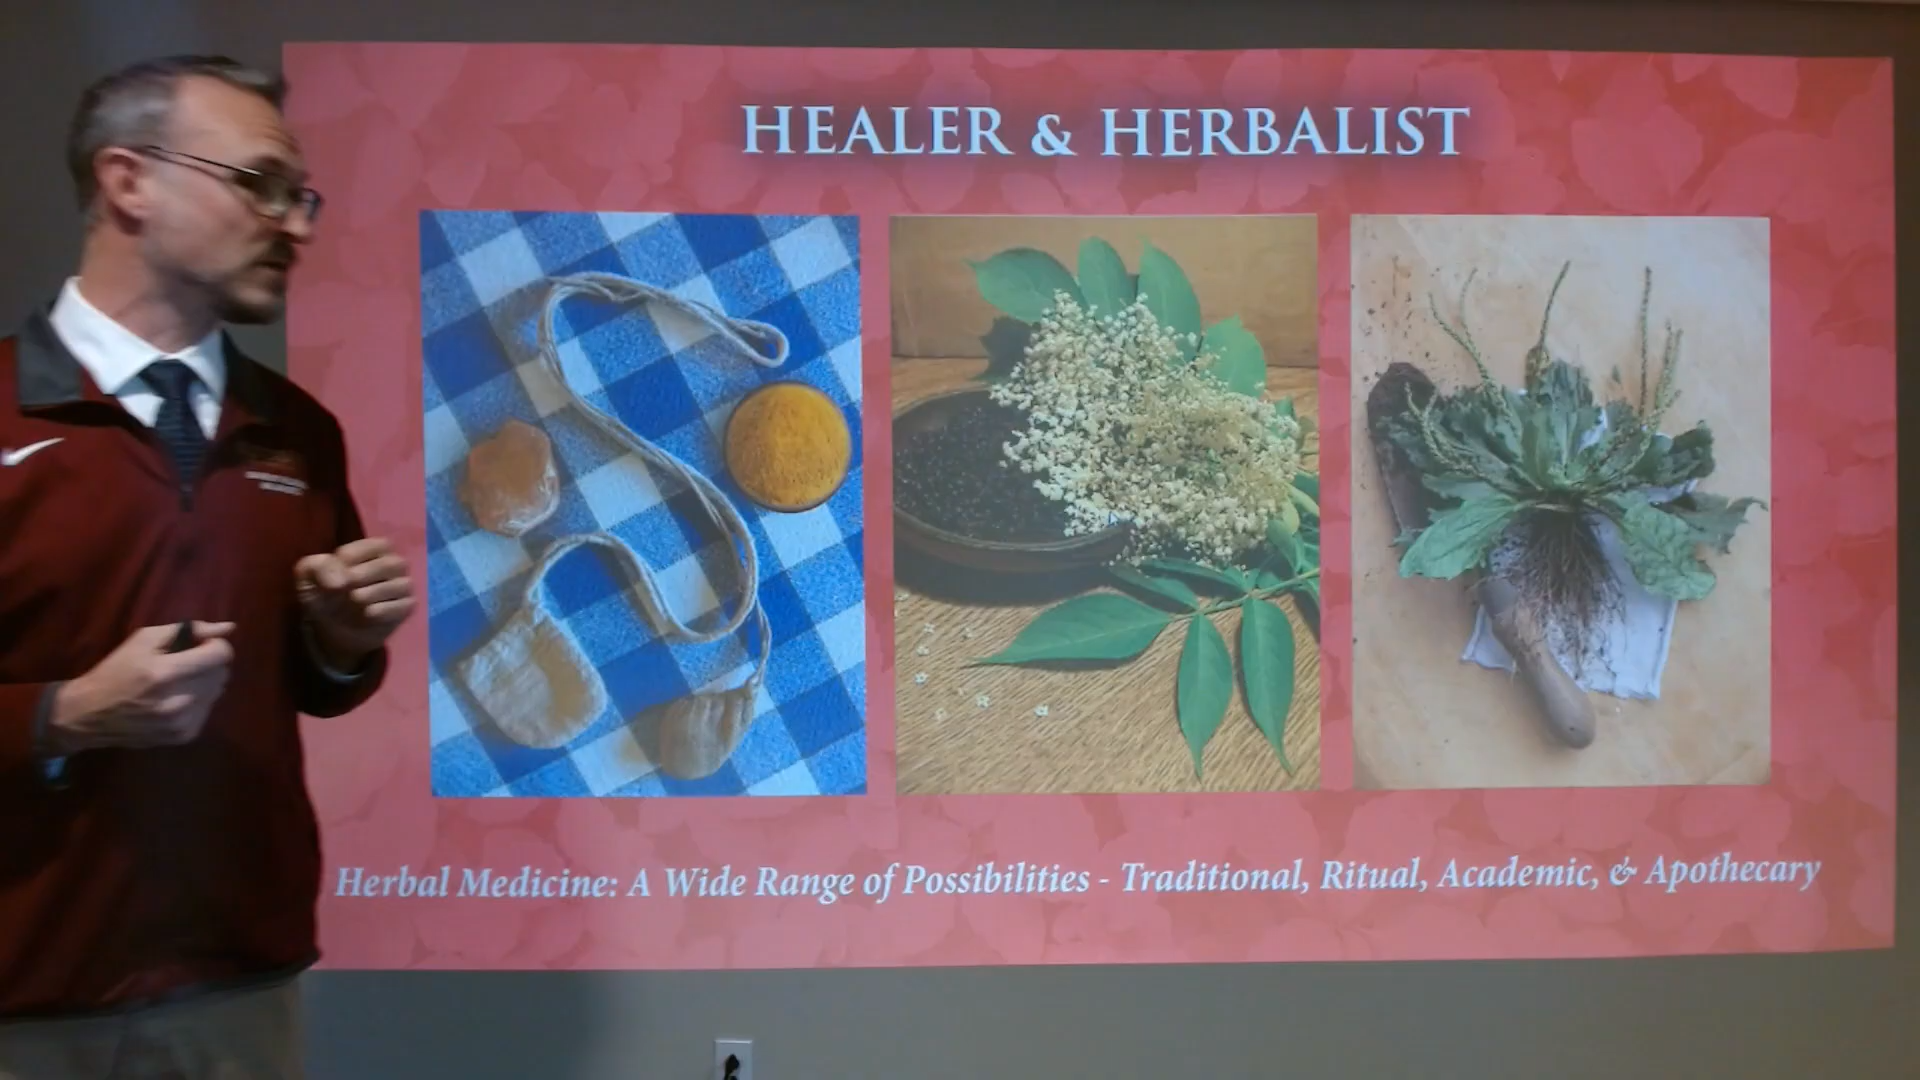 HEALER & HERBALIST
Herbal Medicine: A Wide Range of Possibilities - Traditional, Ritual, Academic, & Apothecary